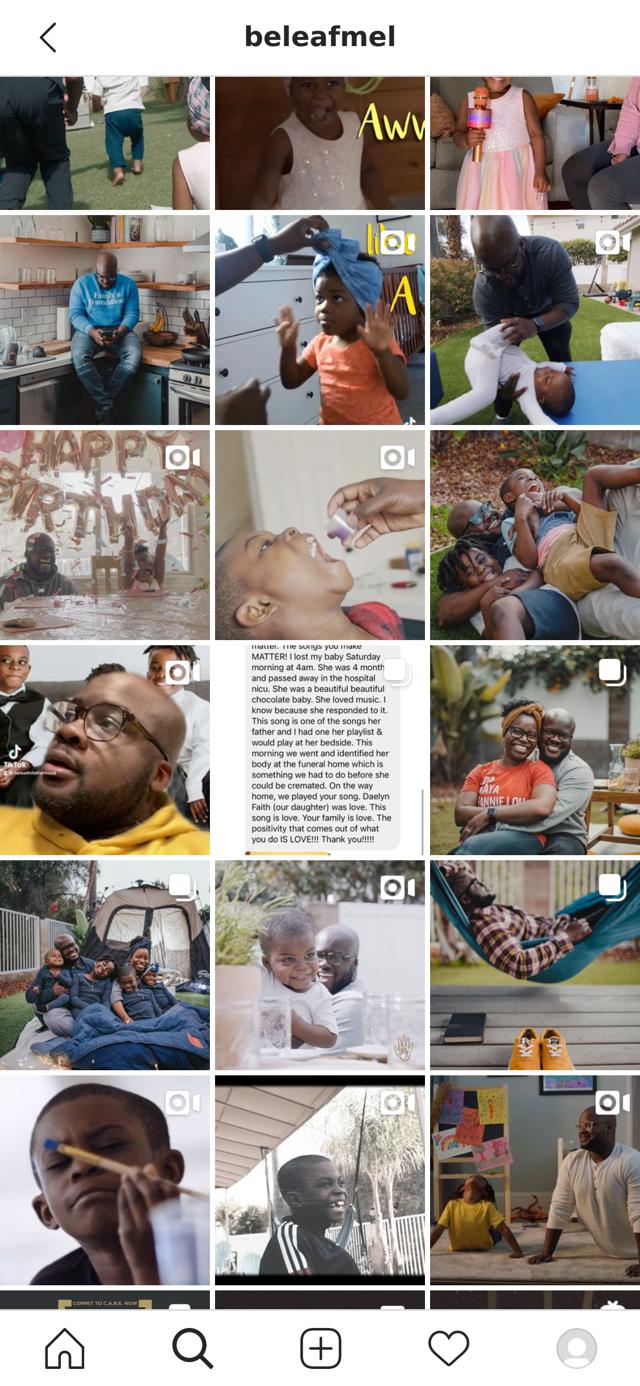 beleafmel
Aww
Family is
Foundation
A
HAPPY
BIRTHDAY
matter. The songs you make
MATTER! I lost my baby Saturday
morning at 4am. She was 4 month
and passed away in the hospital
nicu. She was a beautiful beautiful
chocolate baby. She loved music. I
know because she responded to it.
This song is one of the songs her
father and I had one her playlist &
would play at her bedside. This
morning we went and identified her
body at the funeral home which is
something we had to do before she
could be cremated. On the way
home, we played your song. Daelyn
Faith (our daughter) was love. This
song is love. Your family is love. The
positivity that comes out of what
you do IS LOVE!!! Thank you!!!!!
TikTok
@beleafinfatherhood
MAYA
FANNIE LOU
COMMIT TO C.A.R.E. NOW